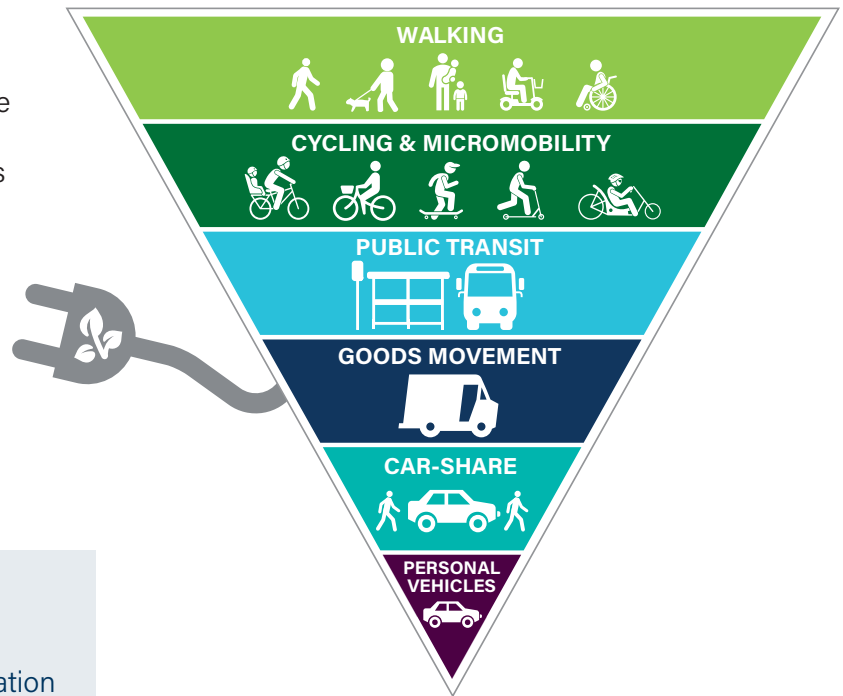 WALKING
CYCLING & MICROMOBILITY
PUBLIC TRANSIT
GOODS MOVEMENT
CAR-SHARE
PERSONAL
VEHICLES